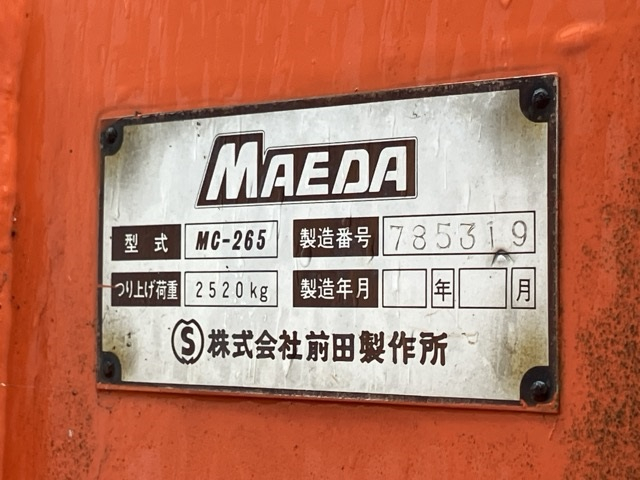 MAEDA
型式 MC-265 製造番号 785319
つり上げ荷重 2520kg 製造年月 年 月
Ⓢ株式会社前田製作所